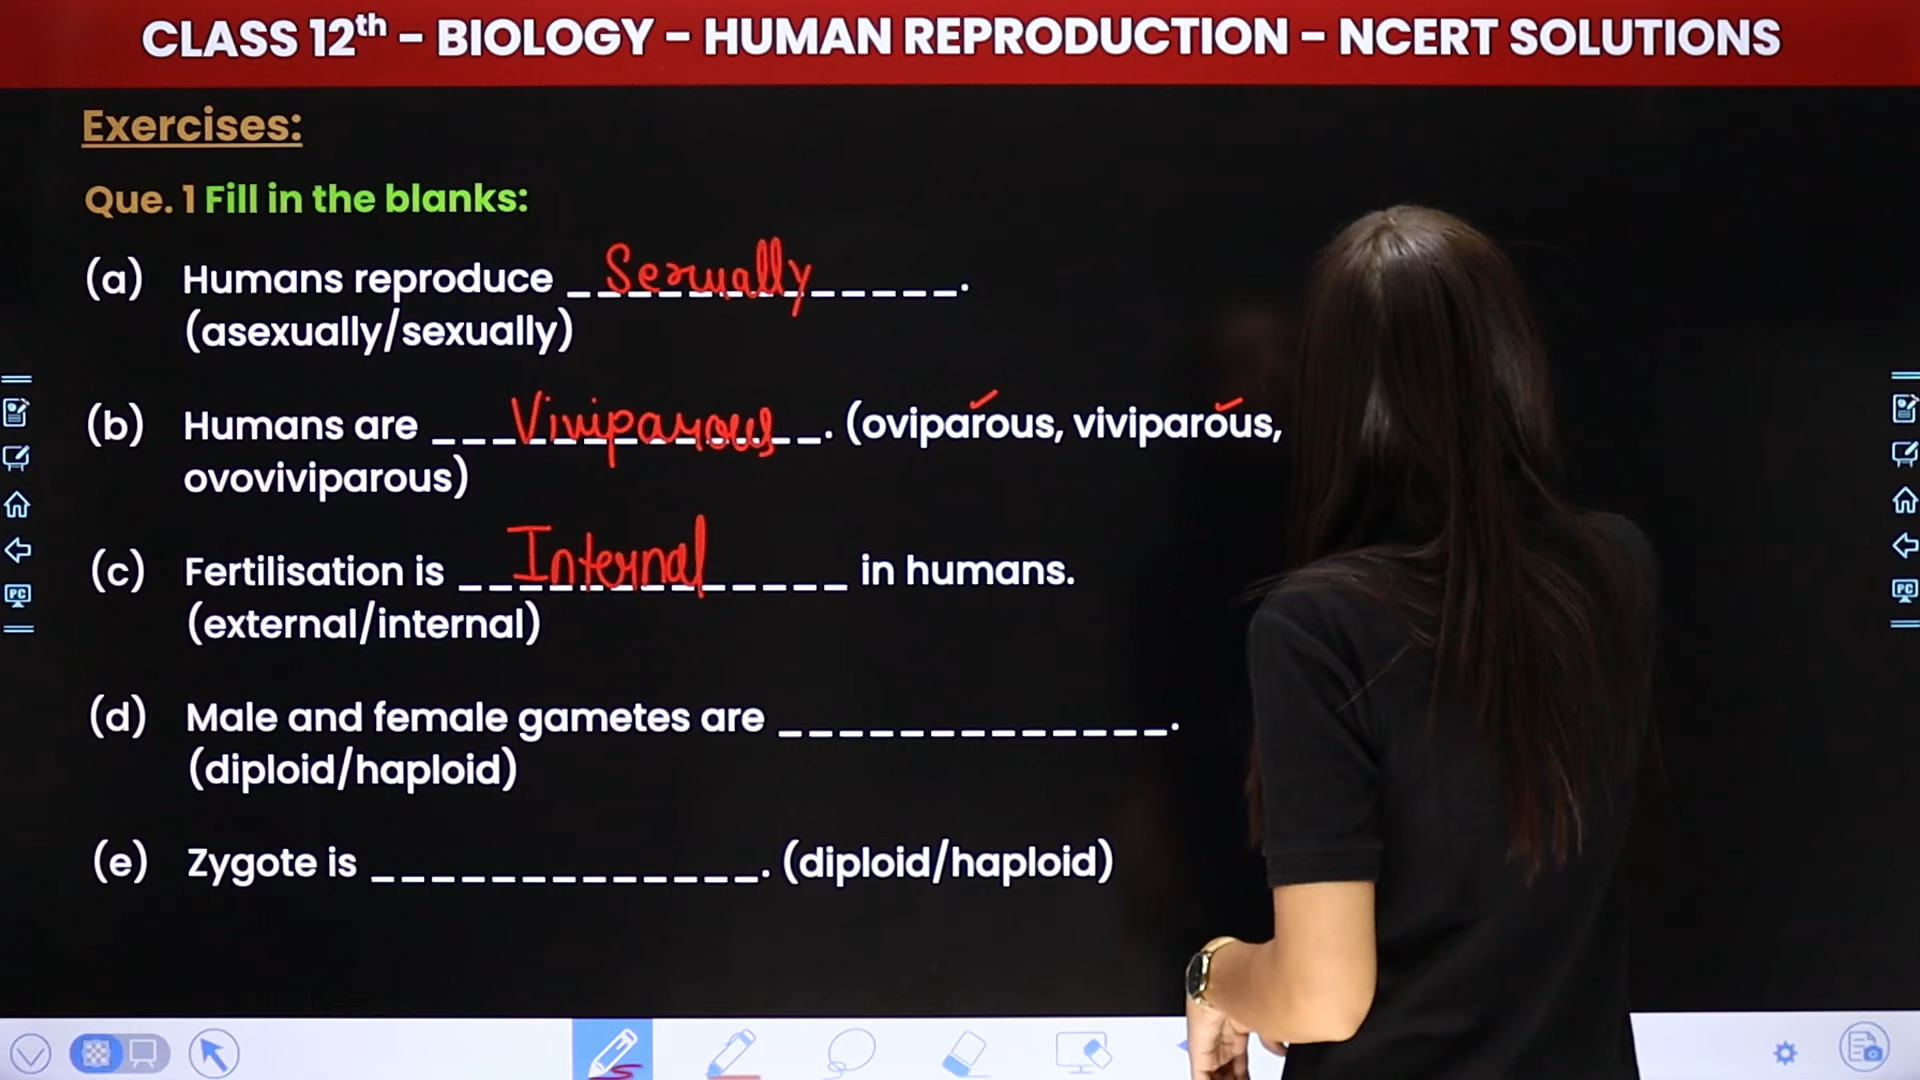 CLASS 12th - BIOLOGY - HUMAN REPRODUCTION - NCERT SOLUTIONS
Exercises:
Que. 1 Fill in the blanks:
(a) Humans reproduce _ Sexually _ _ _ _ _.
(asexually/sexually)
(b) Humans are _ _ _ Viviparous _ _. (oviparous, viviparous,
ovoviviparous)
(c) Fertilisation is _ _ Internal _ _ _ _ _ in humans.
(external/internal)
(d) Male and female gametes are _ _ _ _ _ _ _ _ _ _ _ _ _.
(diploid/haploid)
(e) Zygote is _ _ _ _ _ _ _ _ _ _ _ _ _. (diploid/haploid)
PC
PC